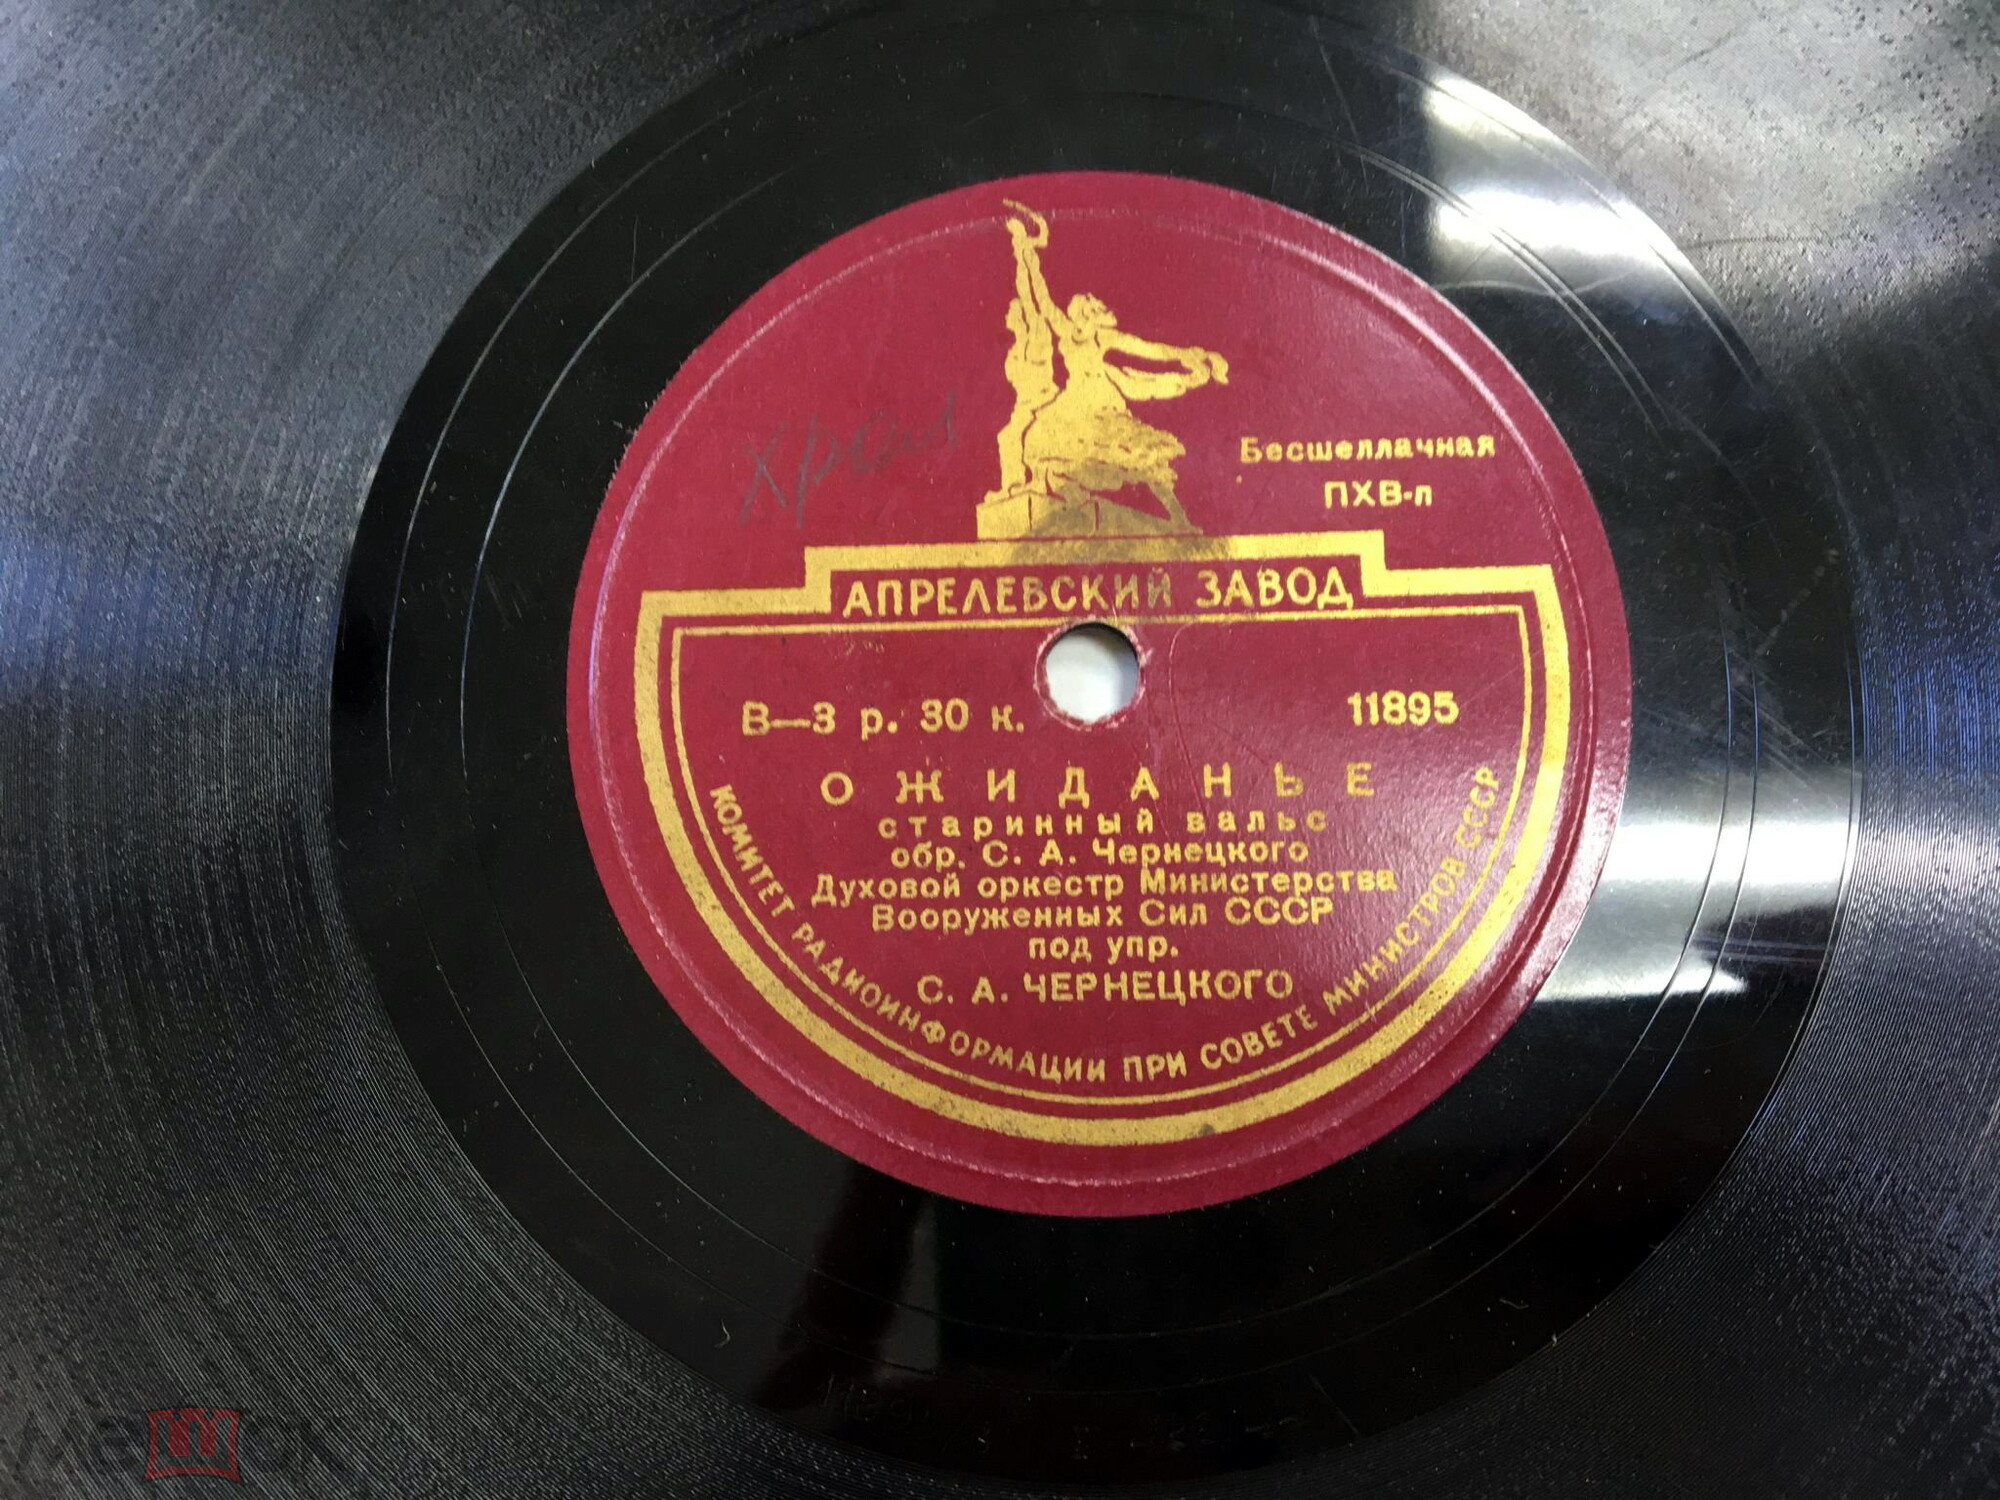 Бесшеллачная
ПХВ-п
АПРЕЛЕВСКИЙ ЗАВОД
В—3 р. 30 к.
11895
ОЖИДАНЬЕ
старинный вальс
обр. С. А. Чернецкого
Духовой оркестр Министерства
Вооруженных Сил СССР
под упр.
С. А. ЧЕРНЕЦКОГО
КОМИТЕТ РАДИОИНФОРМАЦИИ ПРИ СОВЕТЕ МИНИСТРОВ СССР